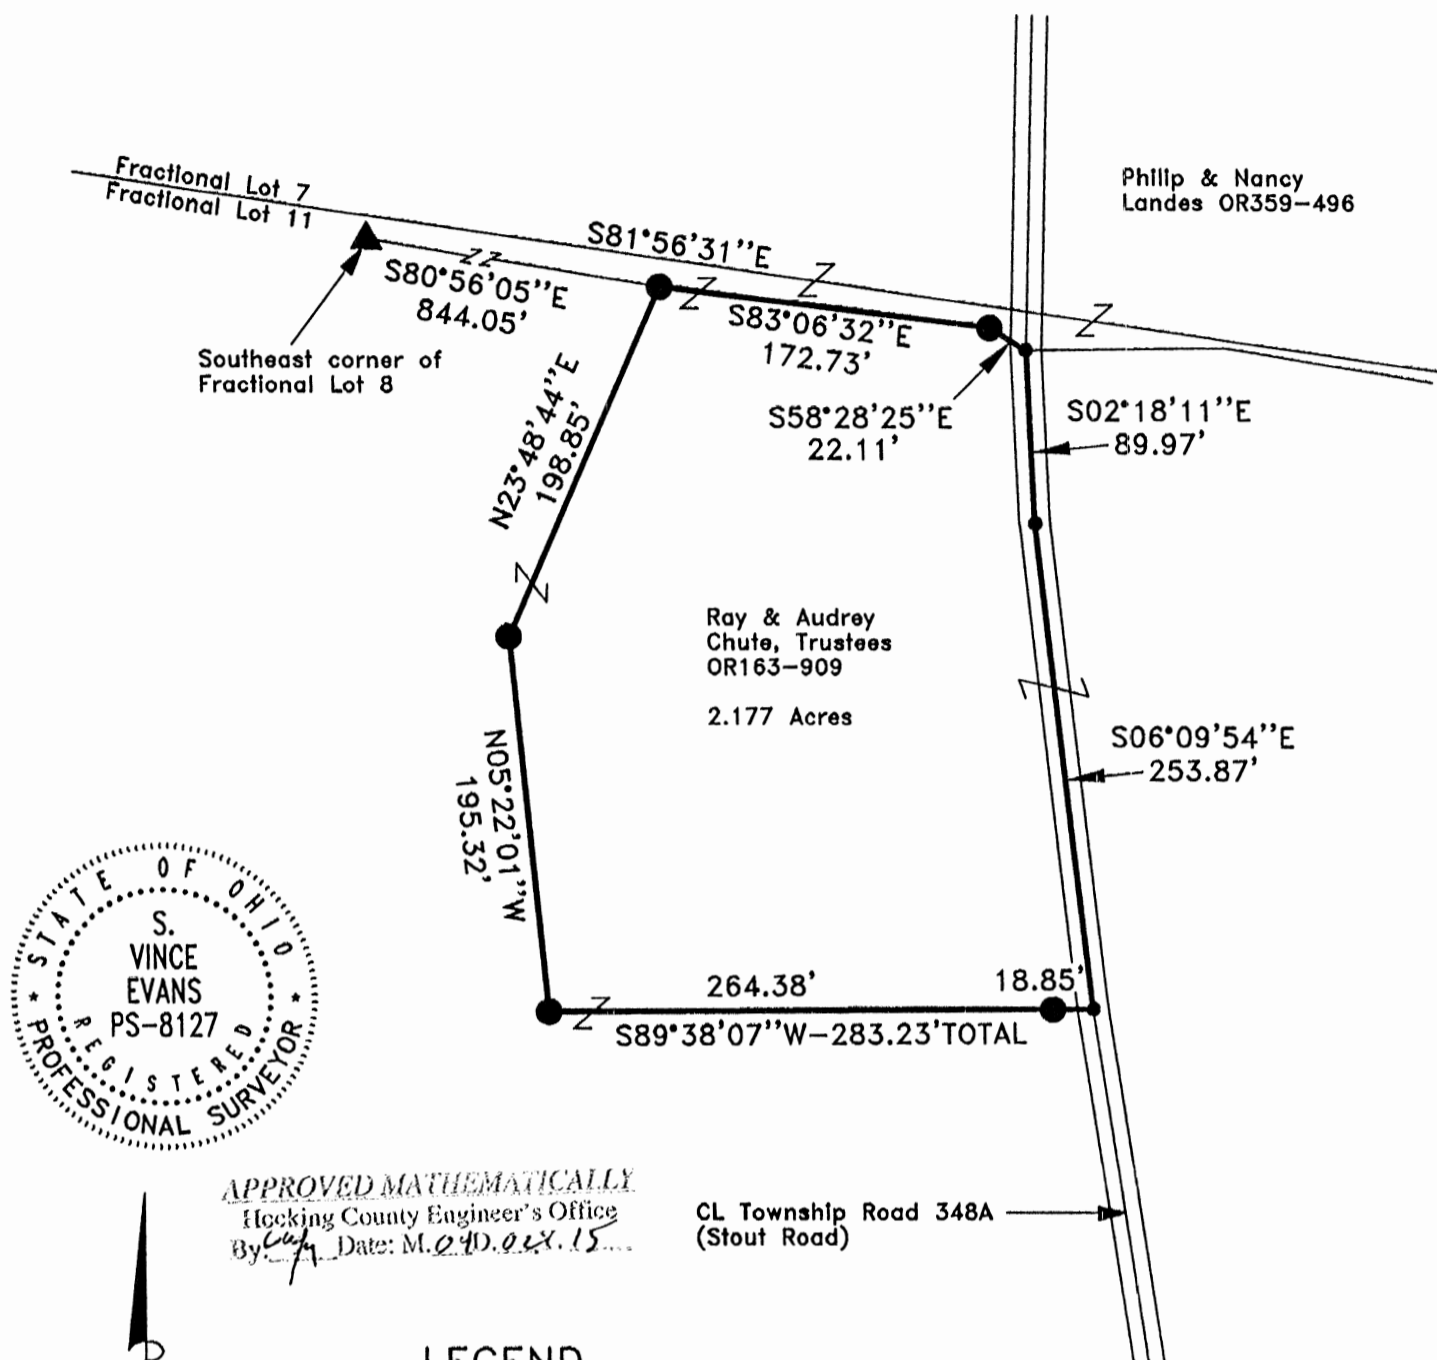 Philip & Nancy
Landes OR359-496
Fractional Lot 7
Fractional Lot 11
S81°56'31''E
S80°56'05''E
844.05'
S83°06'32''E
172.73'
Southeast corner of
Fractional Lot 8
N23°48'44''E
198.85'
S58°28'25''E
22.11'
S02°18'11''E
89.97'
Ray & Audrey
Chute, Trustees
OR163-909
2.177 Acres
S06°09'54''E
253.87'
N05°22'01''W
195.32'
STATE OF OHIO
S.
VINCE
EVANS
PS-8127
REGISTERED
* PROFESSIONAL SURVEYOR *
264.38' 18.85'
S89°38'07''W-283.23'TOTAL
APPROVED MATHEMATICALLY
Hocking County Engineer's Office
By: Date: M. D.
CL Township Road 348A
(Stout Road)
LEGEND